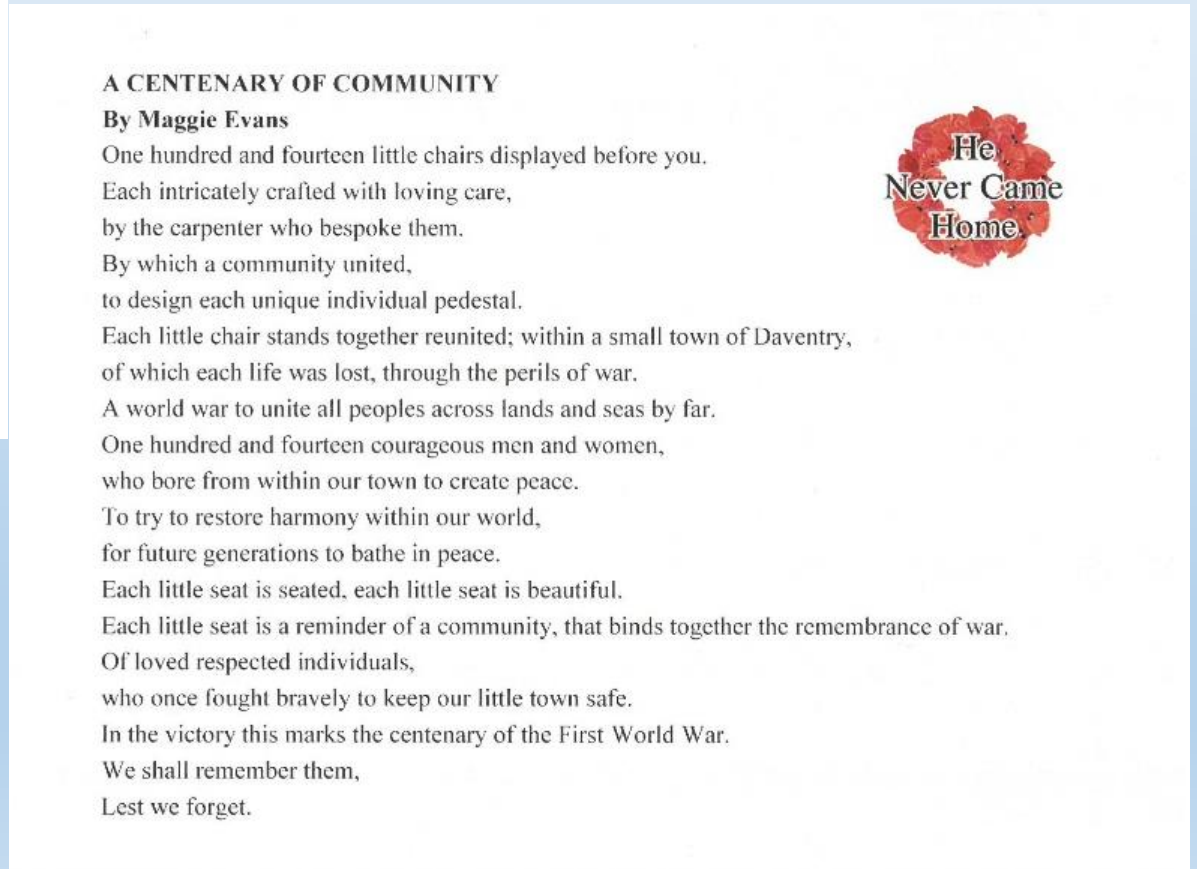 A CENTENARY OF COMMUNITY
By Maggie Evans
One hundred and fourteen little chairs displayed before you.
Each intricately crafted with loving care,
by the carpenter who bespoke them.
By which a community united,
to design each unique individual pedestal.
Each little chair stands together reunited; within a small town of Daventry,
of which each life was lost, through the perils of war.
A world war to unite all peoples across lands and seas by far.
One hundred and fourteen courageous men and women,
who bore from within our town to create peace.
To try to restore harmony within our world,
for future generations to bathe in peace.
Each little seat is seated, each little seat is beautiful.
Each little seat is a reminder of a community, that binds together the remembrance of war.
Of loved respected individuals,
who once fought bravely to keep our little town safe.
In the victory this marks the centenary of the First World War.
We shall remember them,
Lest we forget.
He
Never Came
Home